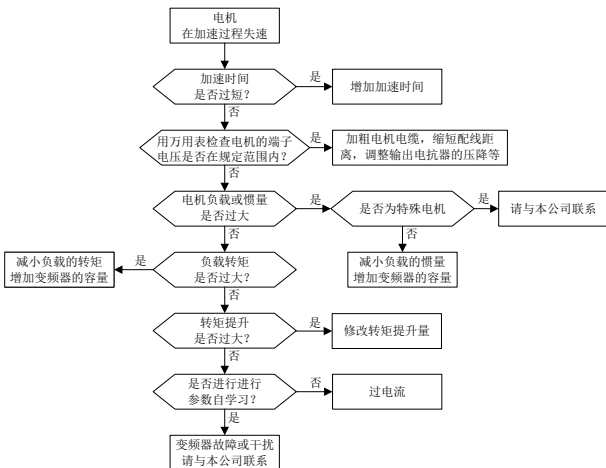 电机
在加速过程失速
加速时间
是否过短？
是
增加加速时间
否
用万用表检查电机的端子
电压是否在规定范围内？
是
加粗电机电缆，缩短配线距
离，调整输出电抗器的压降等
否
电机负载或惯量
是否过大
是
是否为特殊电机
是
请与本公司联系
否
否
减小负载的惯量
增加变频器的容量
负载转矩
是否过大？
是
减小负载的转矩
增加变频器的容量
否
转矩提升
是否过大？
是
修改转矩提升量
否
是否进行进行
参数自学习？
否
过电流
是
变频器故障或干扰
请与本公司联系